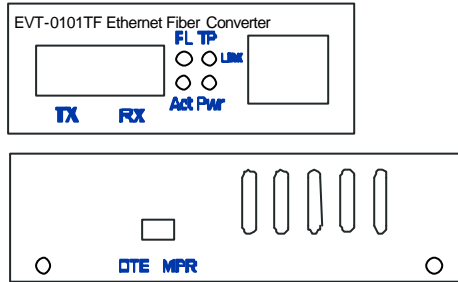 EVT-0101TF Ethernet Fiber Converter
FL TP
LINK
Act Pwr
TX RX
DTE MPR